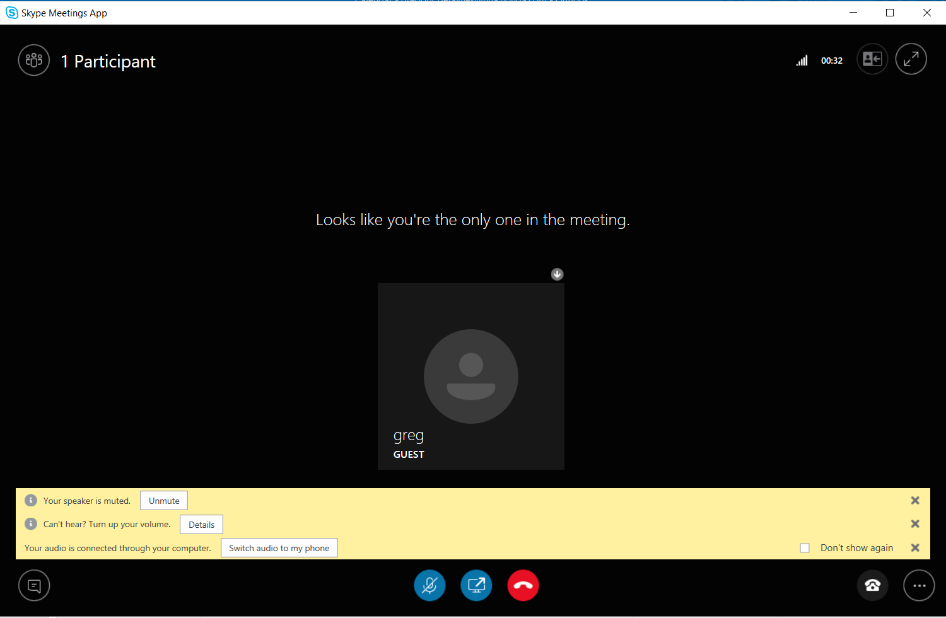 Skype Meetings App
1 Participant
00:32
Looks like you're the only one in the meeting.
greg
GUEST
Your speaker is muted. Unmute
Can't hear? Turn up your volume. Details
Your audio is connected through your computer. Switch audio to my phone Don't show again